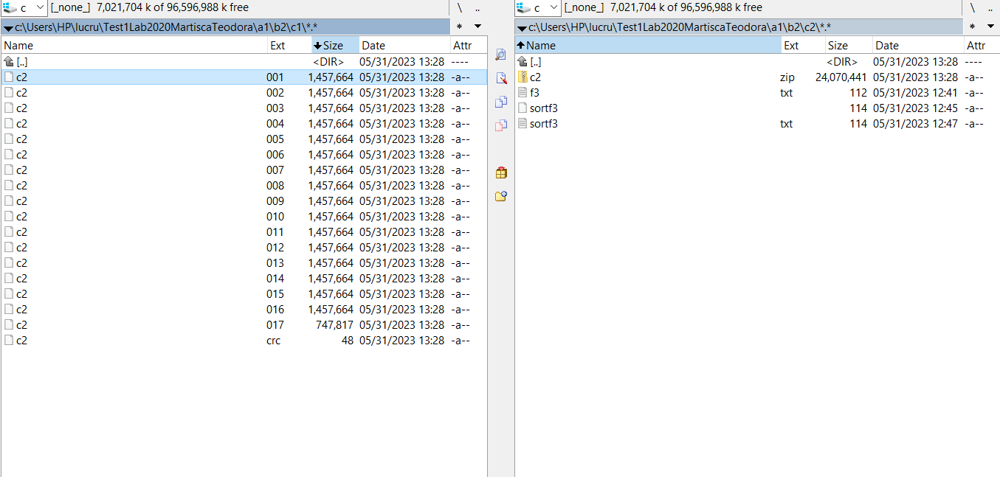 c [_none_] 7,021,704 k of 96,596,988 k free \ ..
c:\Users\HP\lucru\Test1Lab2020MartiscaTeodora\a1\b2\c1\*.* *
Name Ext Size Date Attr
[..] <DIR> 05/31/2023 13:28 ----
c2 001 1,457,664 05/31/2023 13:28 -a--
c2 002 1,457,664 05/31/2023 13:28 -a--
c2 003 1,457,664 05/31/2023 13:28 -a--
c2 004 1,457,664 05/31/2023 13:28 -a--
c2 005 1,457,664 05/31/2023 13:28 -a--
c2 006 1,457,664 05/31/2023 13:28 -a--
c2 007 1,457,664 05/31/2023 13:28 -a--
c2 008 1,457,664 05/31/2023 13:28 -a--
c2 009 1,457,664 05/31/2023 13:28 -a--
c2 010 1,457,664 05/31/2023 13:28 -a--
c2 011 1,457,664 05/31/2023 13:28 -a--
c2 012 1,457,664 05/31/2023 13:28 -a--
c2 013 1,457,664 05/31/2023 13:28 -a--
c2 014 1,457,664 05/31/2023 13:28 -a--
c2 015 1,457,664 05/31/2023 13:28 -a--
c2 016 1,457,664 05/31/2023 13:28 -a--
c2 017 747,817 05/31/2023 13:28 -a--
c2 crc 48 05/31/2023 13:28 -a--
c [_none_] 7,021,704 k of 96,596,988 k free \ ..
c:\Users\HP\lucru\Test1Lab2020MartiscaTeodora\a1\b2\c2\*.* *
Name Ext Size Date Attr
[..] <DIR> 05/31/2023 13:28 ----
c2 zip 24,070,441 05/31/2023 13:28 -a--
f3 txt 112 05/31/2023 12:41 -a--
sortf3 114 05/31/2023 12:45 -a--
sortf3 txt 114 05/31/2023 12:47 -a--